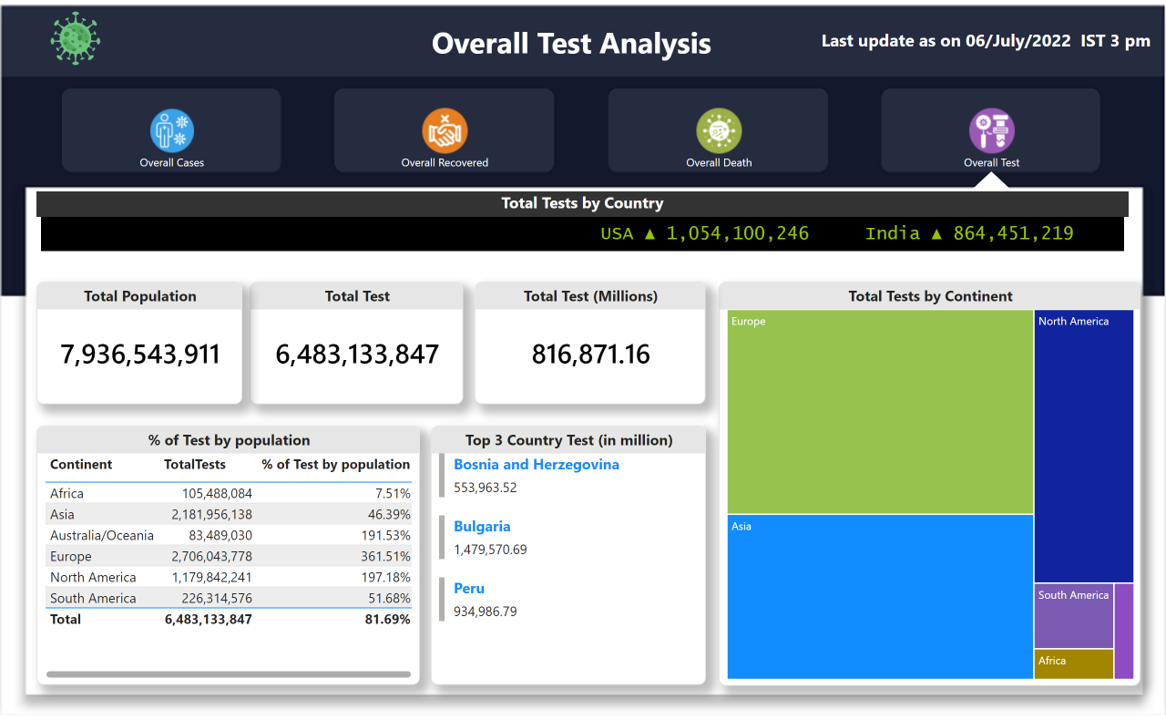 Overall Test Analysis
Last update as on 06/July/2022 IST 3 pm
Overall Cases
Overall Recovered
Overall Death
Overall Test
Total Tests by Country
USA ▲ 1,054,100,246 India ▲ 864,451,219
Total Population
7,936,543,911
Total Test
6,483,133,847
Total Test (Millions)
816,871.16
Total Tests by Continent
Europe
North America
Asia
South America
Africa
% of Test by population
Continent TotalTests % of Test by population
Africa 105,488,084 7.51%
Asia 2,181,956,138 46.39%
Australia/Oceania 83,489,030 191.53%
Europe 2,706,043,778 361.51%
North America 1,179,842,241 197.18%
South America 226,314,576 51.68%
Total 6,483,133,847 81.69%
Top 3 Country Test (in million)
Bosnia and Herzegovina
553,963.52
Bulgaria
1,479,570.69
Peru
934,986.79